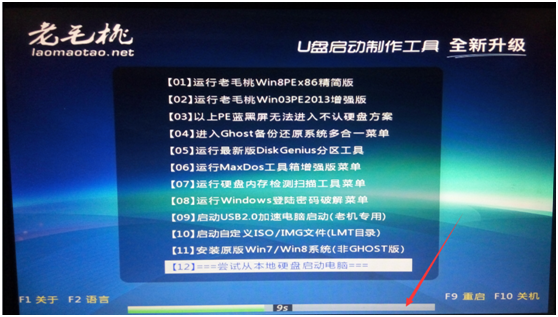 老毛桃
laomaotao.net
U盘启动制作工具 全新升级
【01】运行老毛桃Win8PEx86精简版
【02】运行老毛桃Win03PE2013增强版
【03】以上PE蓝黑屏无法进入不认硬盘方案
【04】进入Ghost备份还原系统多合一菜单
【05】运行最新版DiskGenius分区工具
【06】运行MaxDos工具箱增强版菜单
【07】运行硬盘内存检测扫描工具菜单
【08】运行Windows登陆密码破解菜单
【09】启动USB2.0加速电脑启动(老机专用)
【10】启动自定义ISO/IMG文件(LMT目录)
【11】安装原版Win7/Win8系统(非GHOST版)
【12】===尝试从本地硬盘启动电脑===
F1 关于 F2 语言 F9 重启 F10 关机
9s